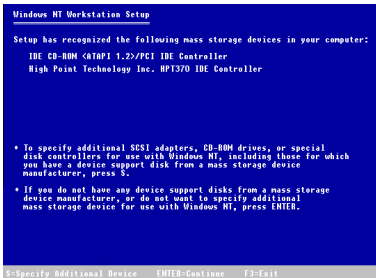 Windows NT Workstation Setup
Setup has recognized the following mass storage devices in your computer:
IDE CD-ROM <ATAPI 1.2>/PCI IDE Controller
High Point Technology Inc. HPT370 IDE Controller
• To specify additional SCSI adapters, CD-ROM drives, or special
disk controllers for use with Windows NT, including those for which
you have a device support disk from a mass storage device
manufacturer, press S.
• If you do not have any device support disks from a mass storage
device manufacturer, or do not want to specify additional
mass storage device for use with Windows NT, press ENTER.
S=Specify Additional Device ENTER=Continue F3=Exit